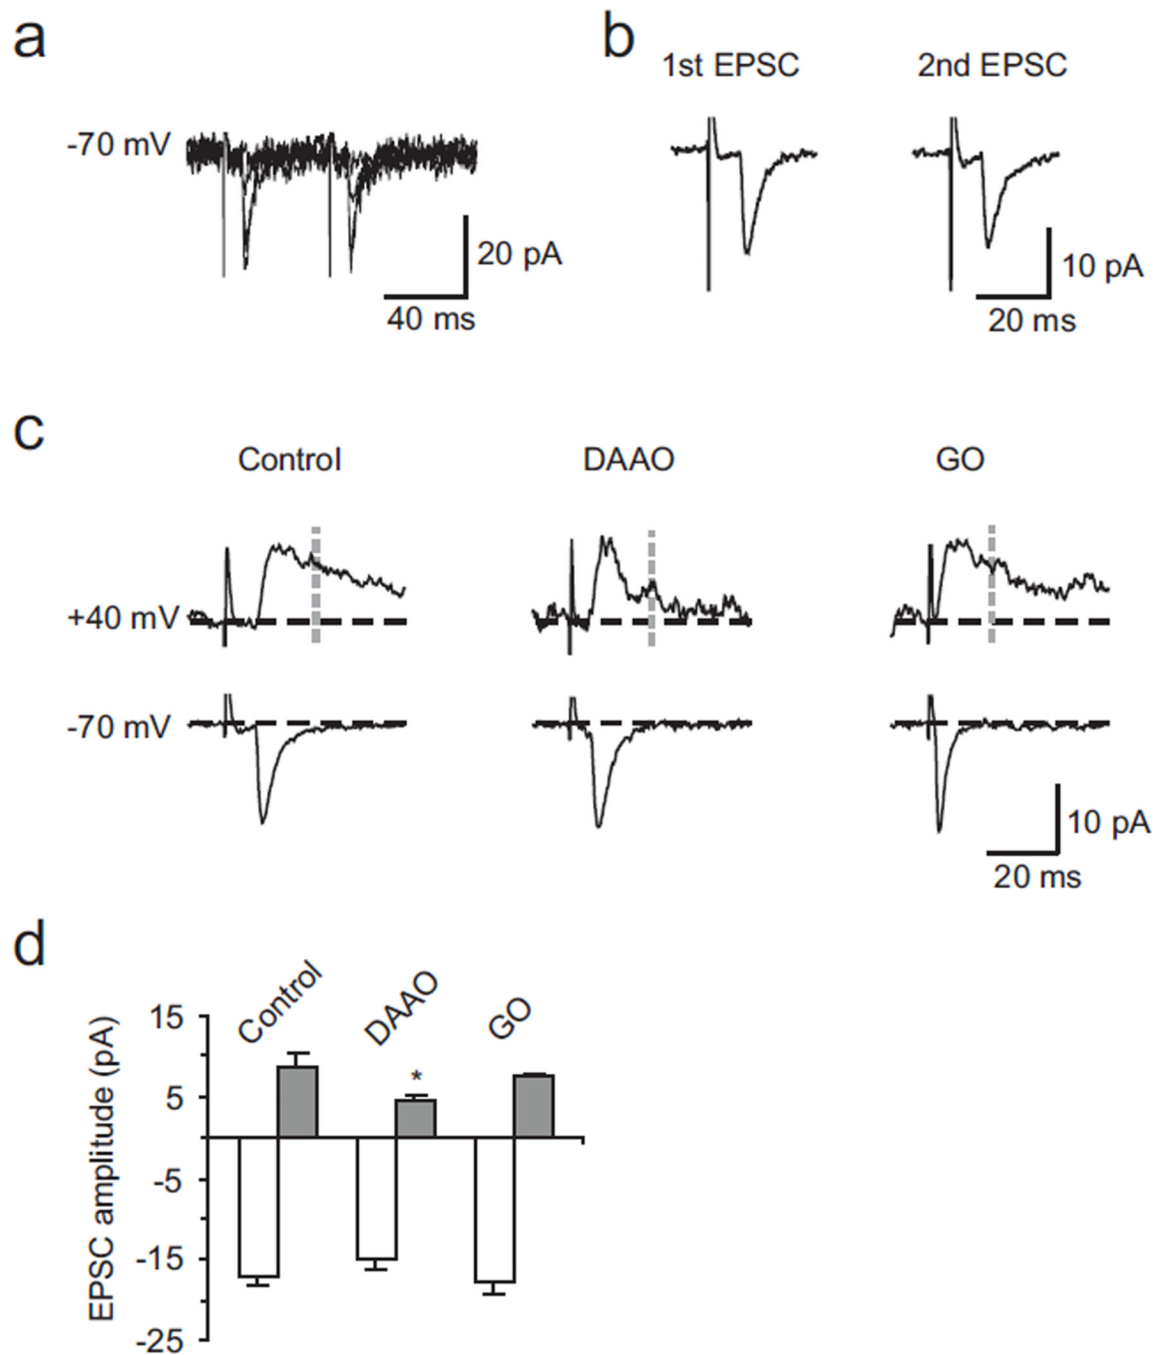 a
b
1st EPSC
2nd EPSC
-70 mV
20 pA
40 ms
10 pA
20 ms
c
Control
DAAO
GO
+40 mV
-70 mV
10 pA
20 ms
d
Control
DAAO
GO
EPSC amplitude (pA)
15
5
-5
-15
-25
*